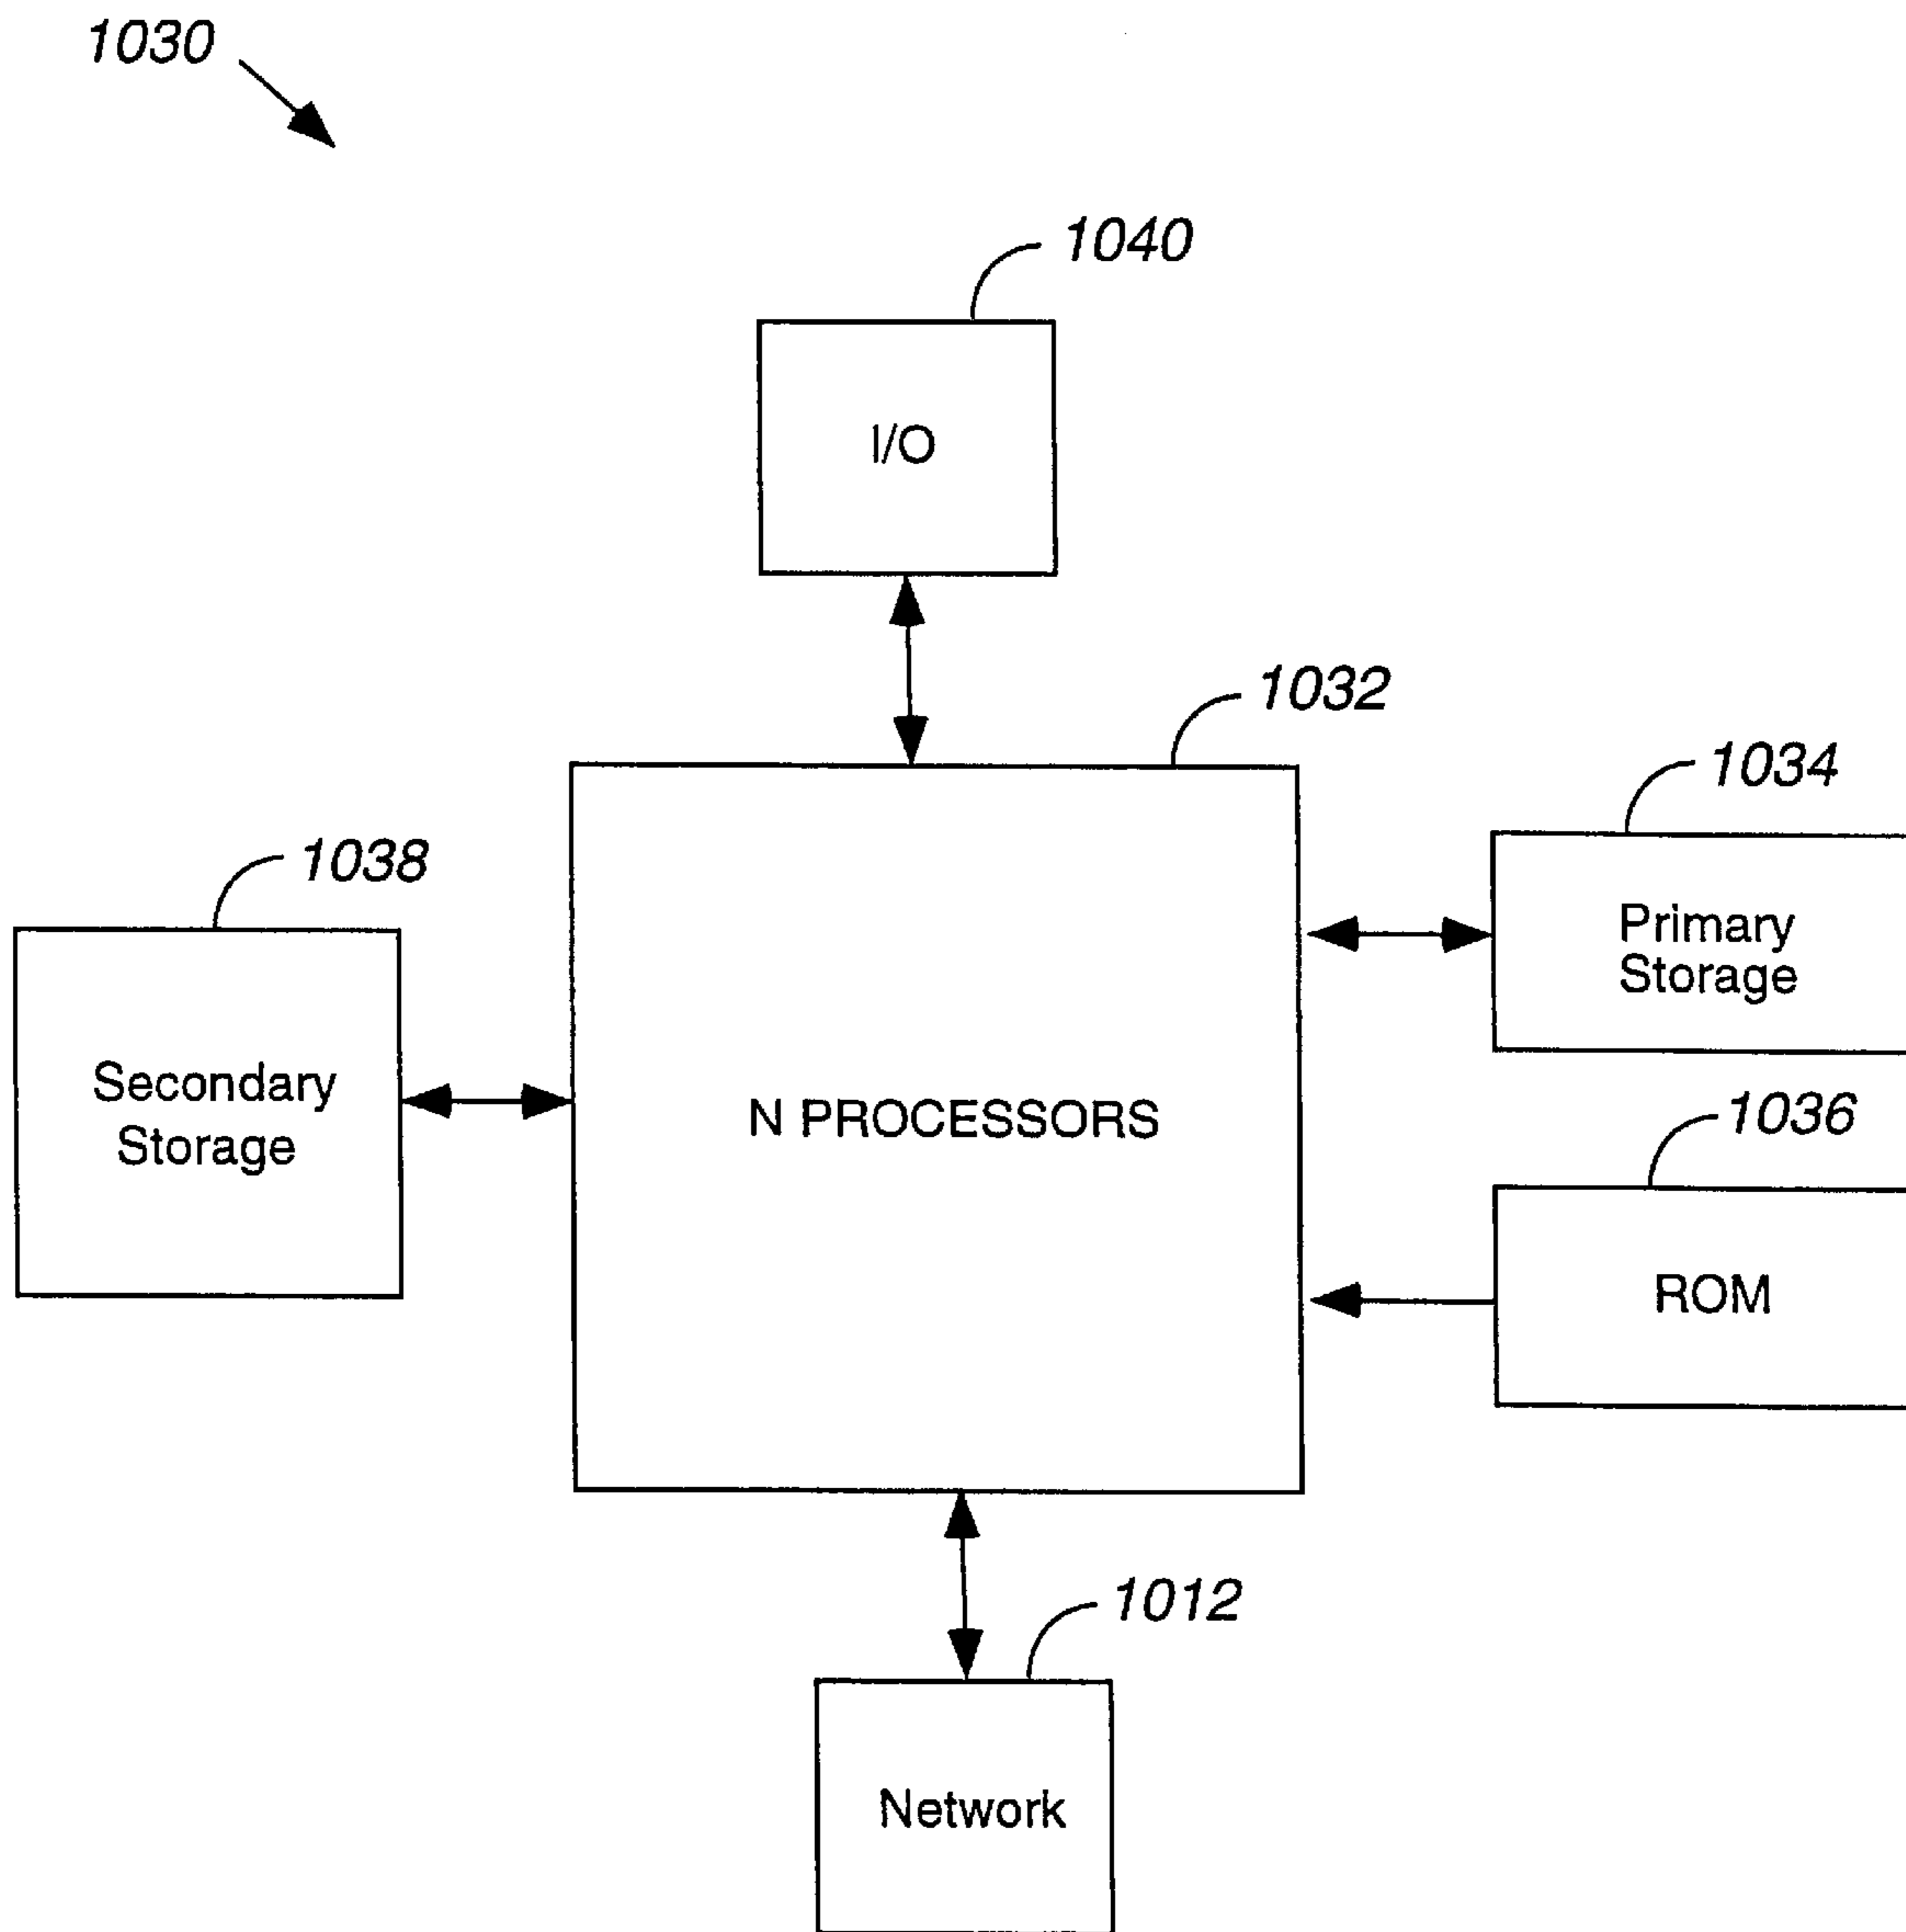 1030
1040
I/O
1032
1034
1038
Primary
Storage
Secondary
Storage
N PROCESSORS
1036
ROM
1012
Network